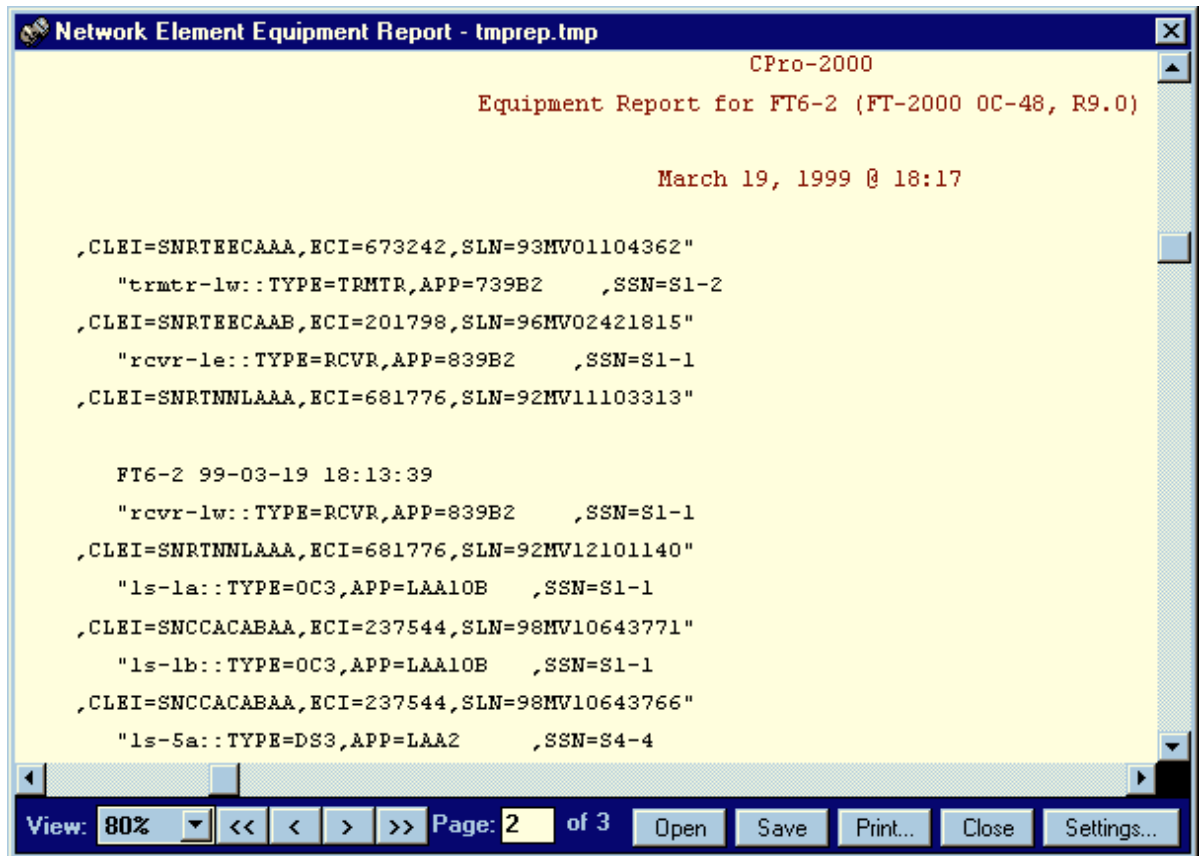 Network Element Equipment Report - tmprep.tmp
CPro-2000
Equipment Report for FT6-2 (FT-2000 OC-48, R9.0)
March 19, 1999 @ 18:17
,CLEI=SNRTEECAAA,ECI=673242,SLN=93MV01104362"
"trmtr-1w::TYPE=TRMTR,APP=739B2     ,SSN=S1-2
,CLEI=SNRTEECAAB,ECI=201798,SLN=96MV02421815"
"rcvr-1e::TYPE=RCVR,APP=839B2     ,SSN=S1-1
,CLEI=SNRTNNLAAA,ECI=681776,SLN=92MV11103313"
FT6-2 99-03-19 18:13:39
"rcvr-1w::TYPE=RCVR,APP=839B2     ,SSN=S1-1
,CLEI=SNRTNNLAAA,ECI=681776,SLN=92MV12101140"
"ls-1a::TYPE=OC3,APP=LAA10B    ,SSN=S1-1
,CLEI=SNCCACABAA,ECI=237544,SLN=98MV10643771"
"ls-1b::TYPE=OC3,APP=LAA10B    ,SSN=S1-1
,CLEI=SNCCACABAA,ECI=237544,SLN=98MV10643766"
"ls-5a::TYPE=DS3,APP=LAA2      ,SSN=S4-4
View: 80% << < > >> Page: 2 of 3 Open Save Print... Close Settings...